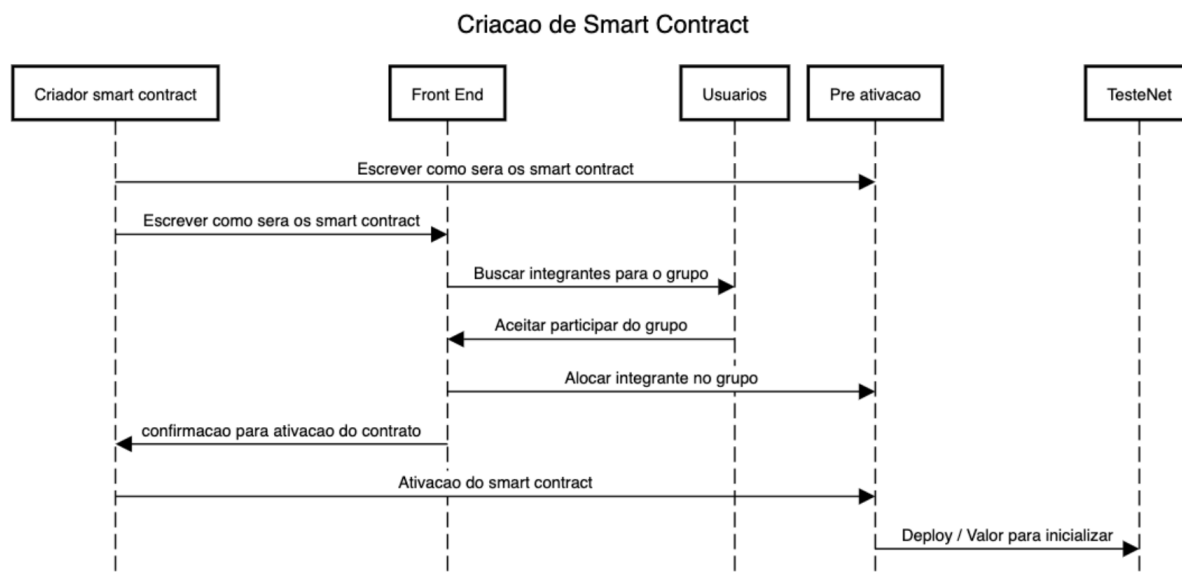 Criacao de Smart Contract
Criador smart contract
Front End
Usuarios
Pre ativacao
TesteNet
Escrever como sera os smart contract
Escrever como sera os smart contract
Buscar integrantes para o grupo
Aceitar participar do grupo
Alocar integrante no grupo
confirmacao para ativacao do contrato
Ativacao do smart contract
Deploy / Valor para inicializar